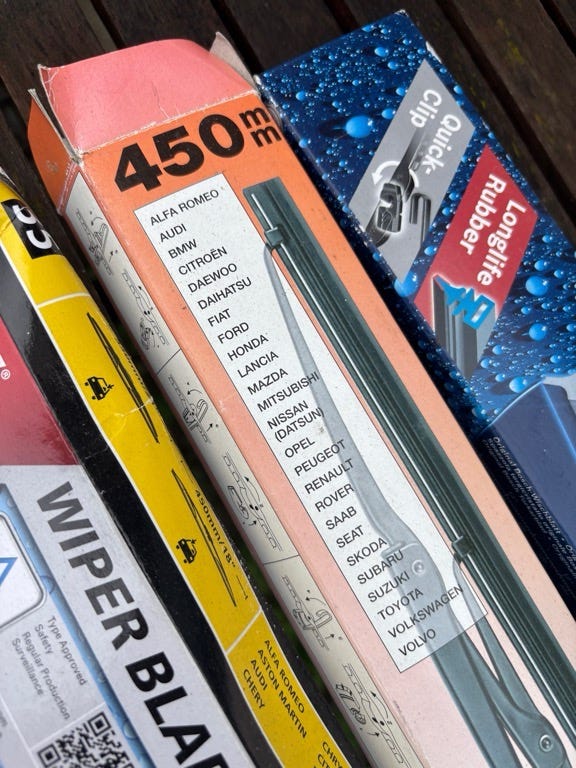 450mm
ALFA ROMEO
AUDI
BMW
CITROËN
DAEWOO
DAIHATSU
FIAT
FORD
HONDA
LANCIA
MAZDA
MITSUBISHI
NISSAN
(DATSUN)
OPEL
PEUGEOT
RENAULT
ROVER
SAAB
SEAT
SKODA
SUBARU
SUZUKI
TOYOTA
VOLKSWAGEN
VOLVO
Quick-
Clip
Longlife
Rubber
450mm/18"
ALFA ROMEO
ASTON MARTIN
AUDI
CHERY
®
WIPER BLA
Type Approved
Safety
Regular Production
Surveillance